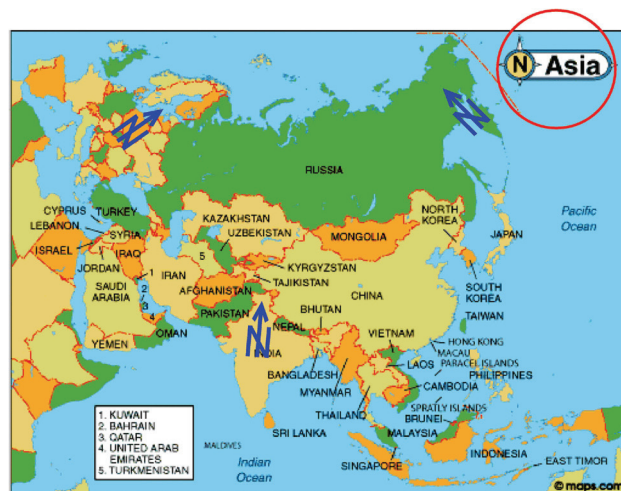 N Asia
N
N
RUSSIA
Pacific
Ocean
CYPRUS
TURKEY
LEBANON
SYRIA
ISRAEL
IRAQ
JORDAN
SAUDI
ARABIA
YEMEN
OMAN
IRAN
1
2
3
4
5
KAZAKHSTAN
UZBEKISTAN
MONGOLIA
NORTH
KOREA
JAPAN
KYRGYZSTAN
TAJIKISTAN
AFGHANISTAN
CHINA
SOUTH
KOREA
PAKISTAN
NEPAL
BHUTAN
TAIWAN
N
INDIA
VIETNAM
HONG KONG
MACAU
BANGLADESH
LAOS
PARACEL ISLANDS
PHILIPPINES
MYANMAR
CAMBODIA
THAILAND
SPRATLY ISLANDS
BRUNEI
SRI LANKA
MALAYSIA
MALDIVES
SINGAPORE
INDONESIA
EAST TIMOR
Indian
Ocean
1. KUWAIT
2. BAHRAIN
3. QATAR
4. UNITED ARAB
EMIRATES
5. TURKMENISTAN
© maps.com